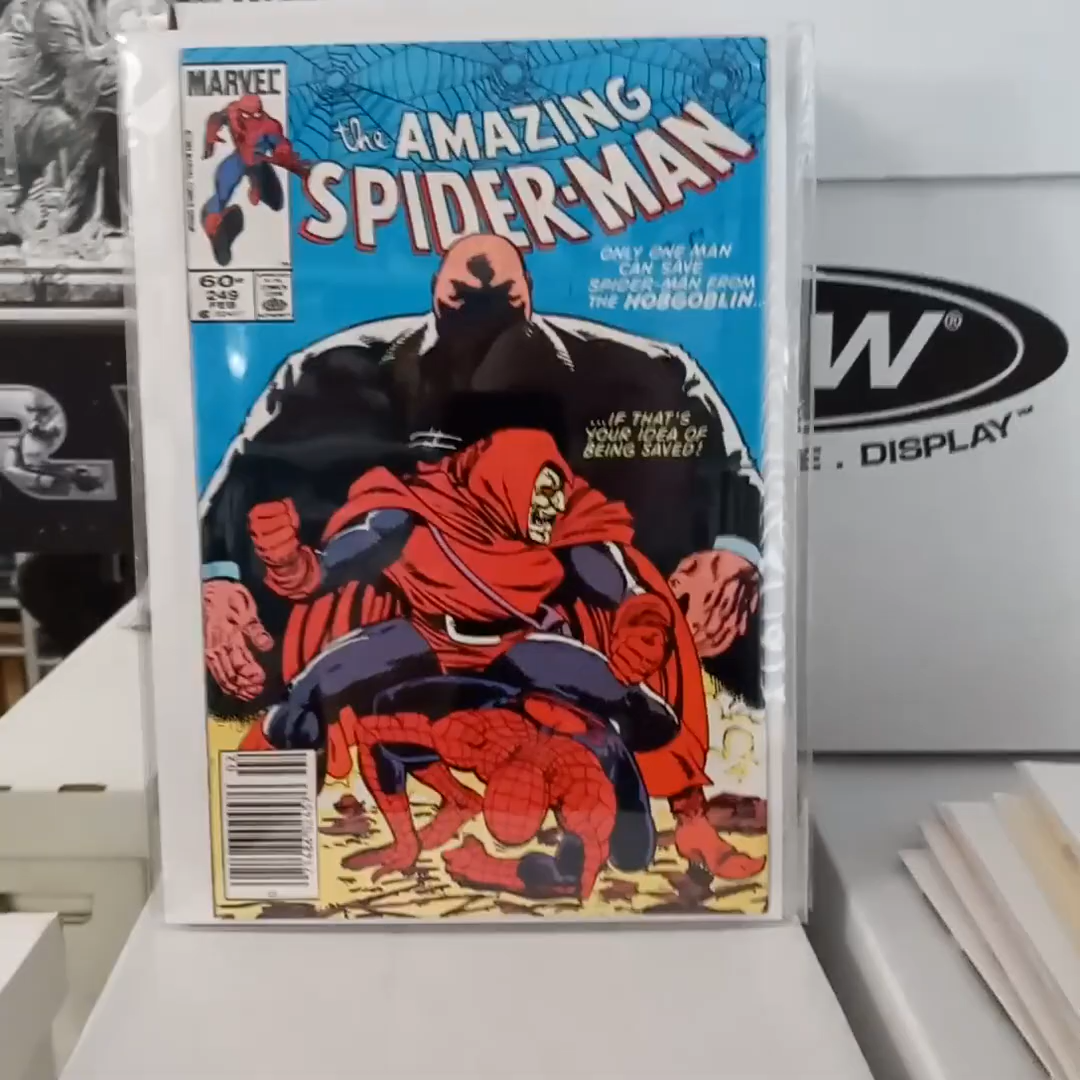 MARVEL
the AMAZING
SPIDER-MAN
60¢
249
FEB
ONLY ONE MAN
CAN SAVE
SPIDER-MAN FROM
THE HOBGOBLIN...
...IF THAT'S
YOUR IDEA OF
BEING SAVED!
W®
E . DISPLAY™
R